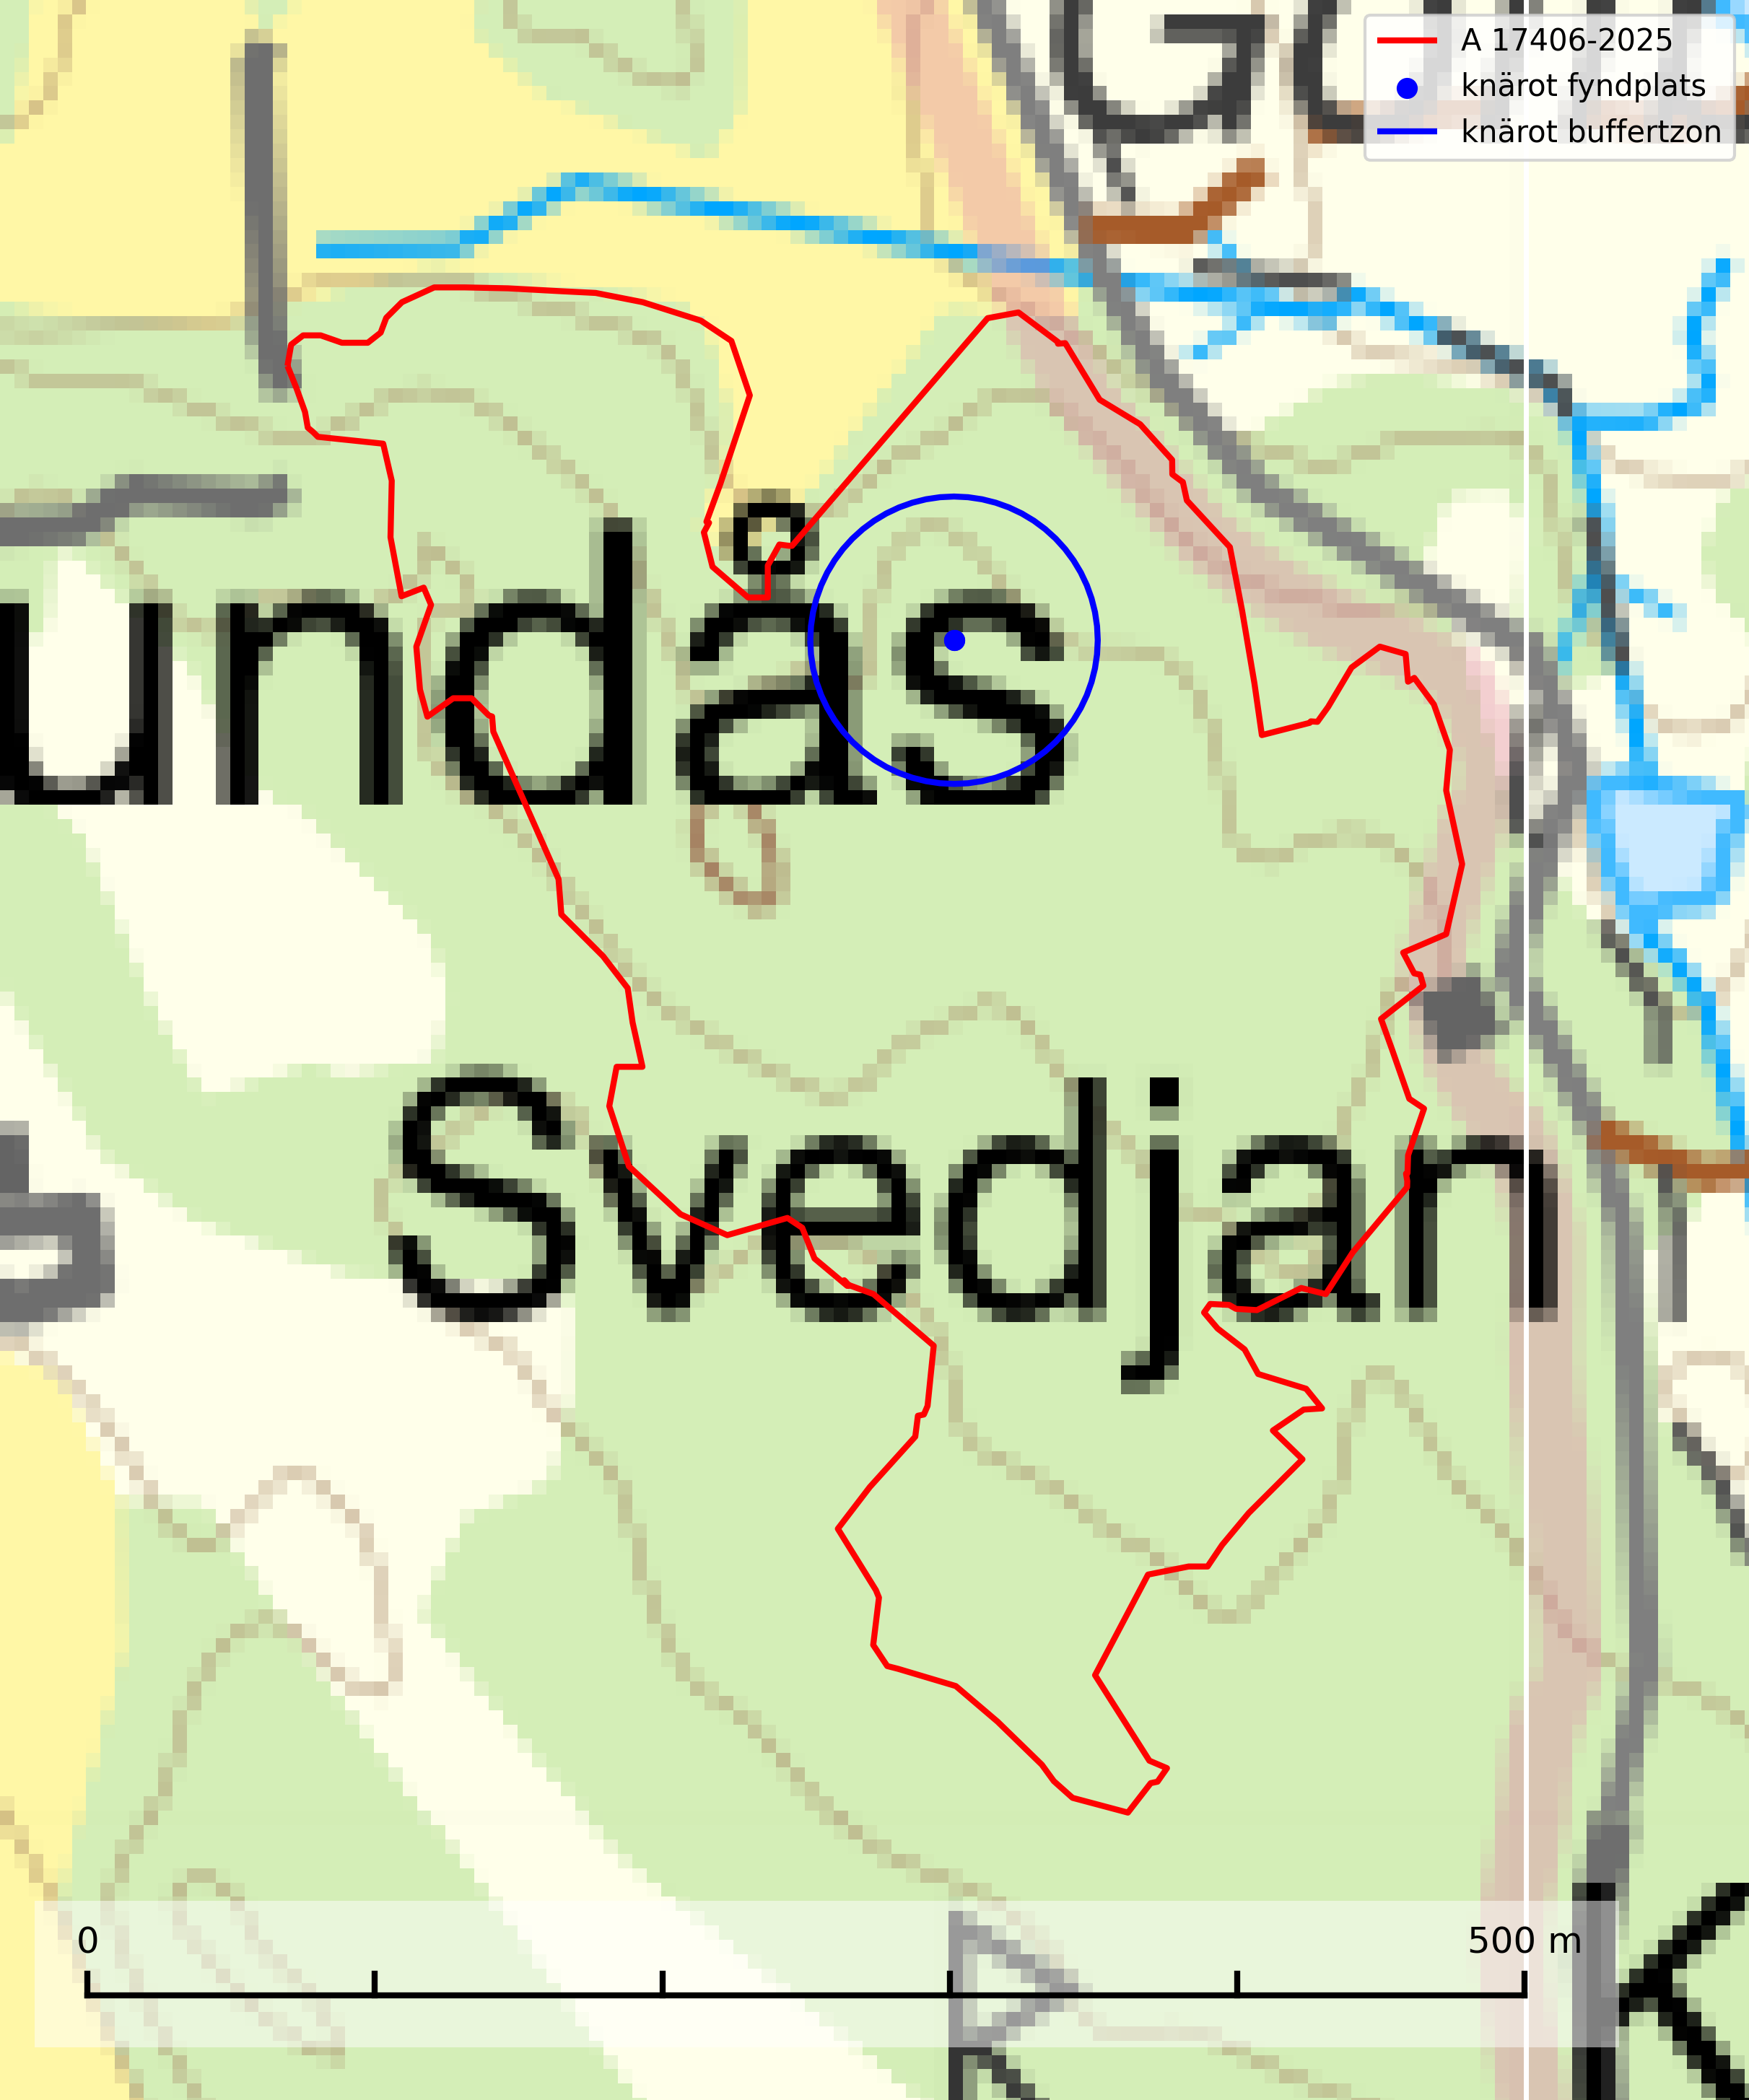 A 17406-2025
knärot fyndplats
knärot buffertzon
undås
Svedjan
0
500 m